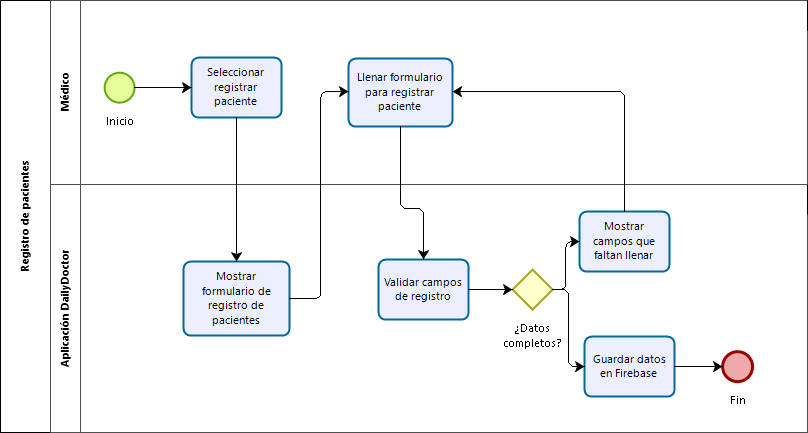 Registro de pacientes
Médico
Inicio
Seleccionar
registrar
paciente
Llenar formulario
para registrar
paciente
Aplicación DallyDoctor
Mostrar
formulario de
registro de
pacientes
Validar campos
de registro
¿Datos
completos?
Mostrar
campos que
faltan llenar
Guardar datos
en Firebase
Fin